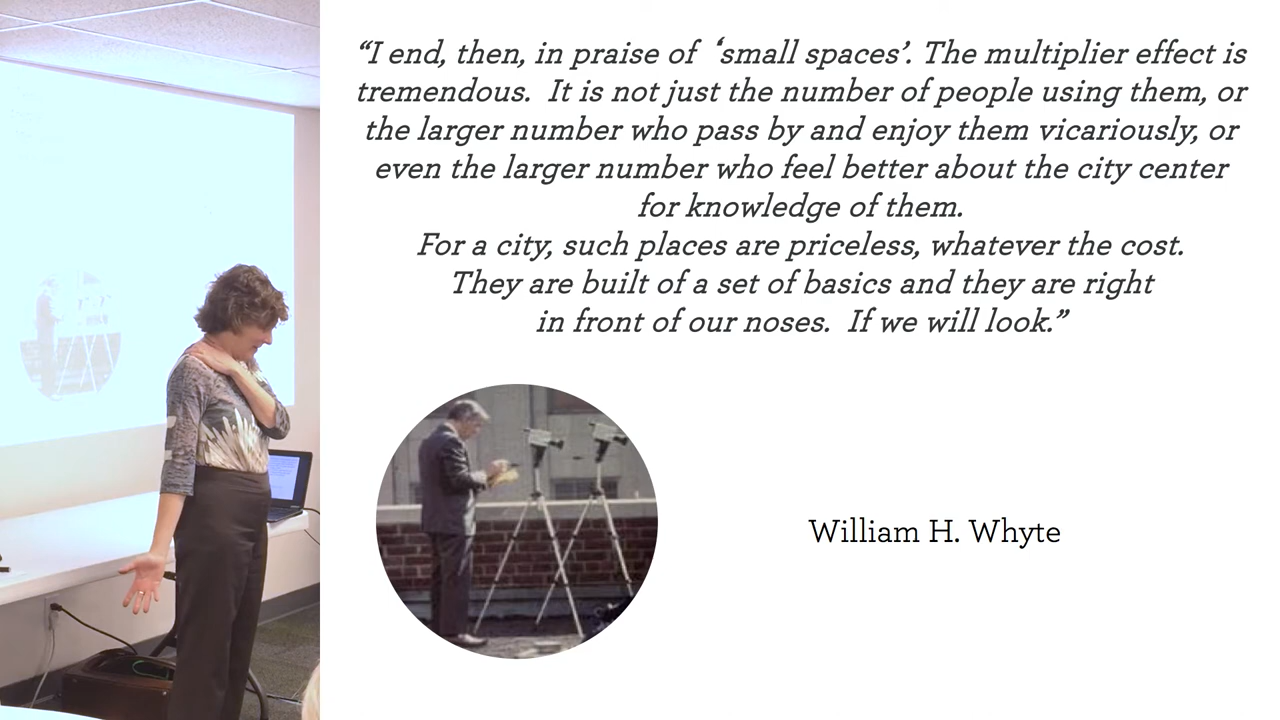 “I end, then, in praise of ‘small spaces’. The multiplier effect is
tremendous. It is not just the number of people using them, or
the larger number who pass by and enjoy them vicariously, or
even the larger number who feel better about the city center
for knowledge of them.
For a city, such places are priceless, whatever the cost.
They are built of a set of basics and they are right
in front of our noses. If we will look.”
William H. Whyte